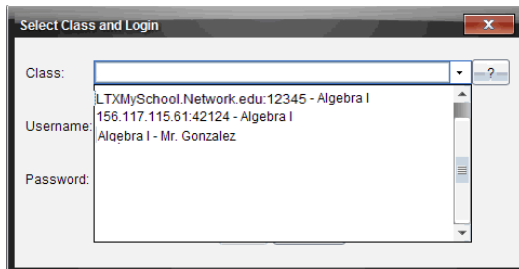 Select Class and Login
X
Class:
?
LTXMySchool.Network.edu:12345 - Algebra I
156.117.115.61:42124 - Algebra I
Algebra I - Mr. Gonzalez
Username:
Password: